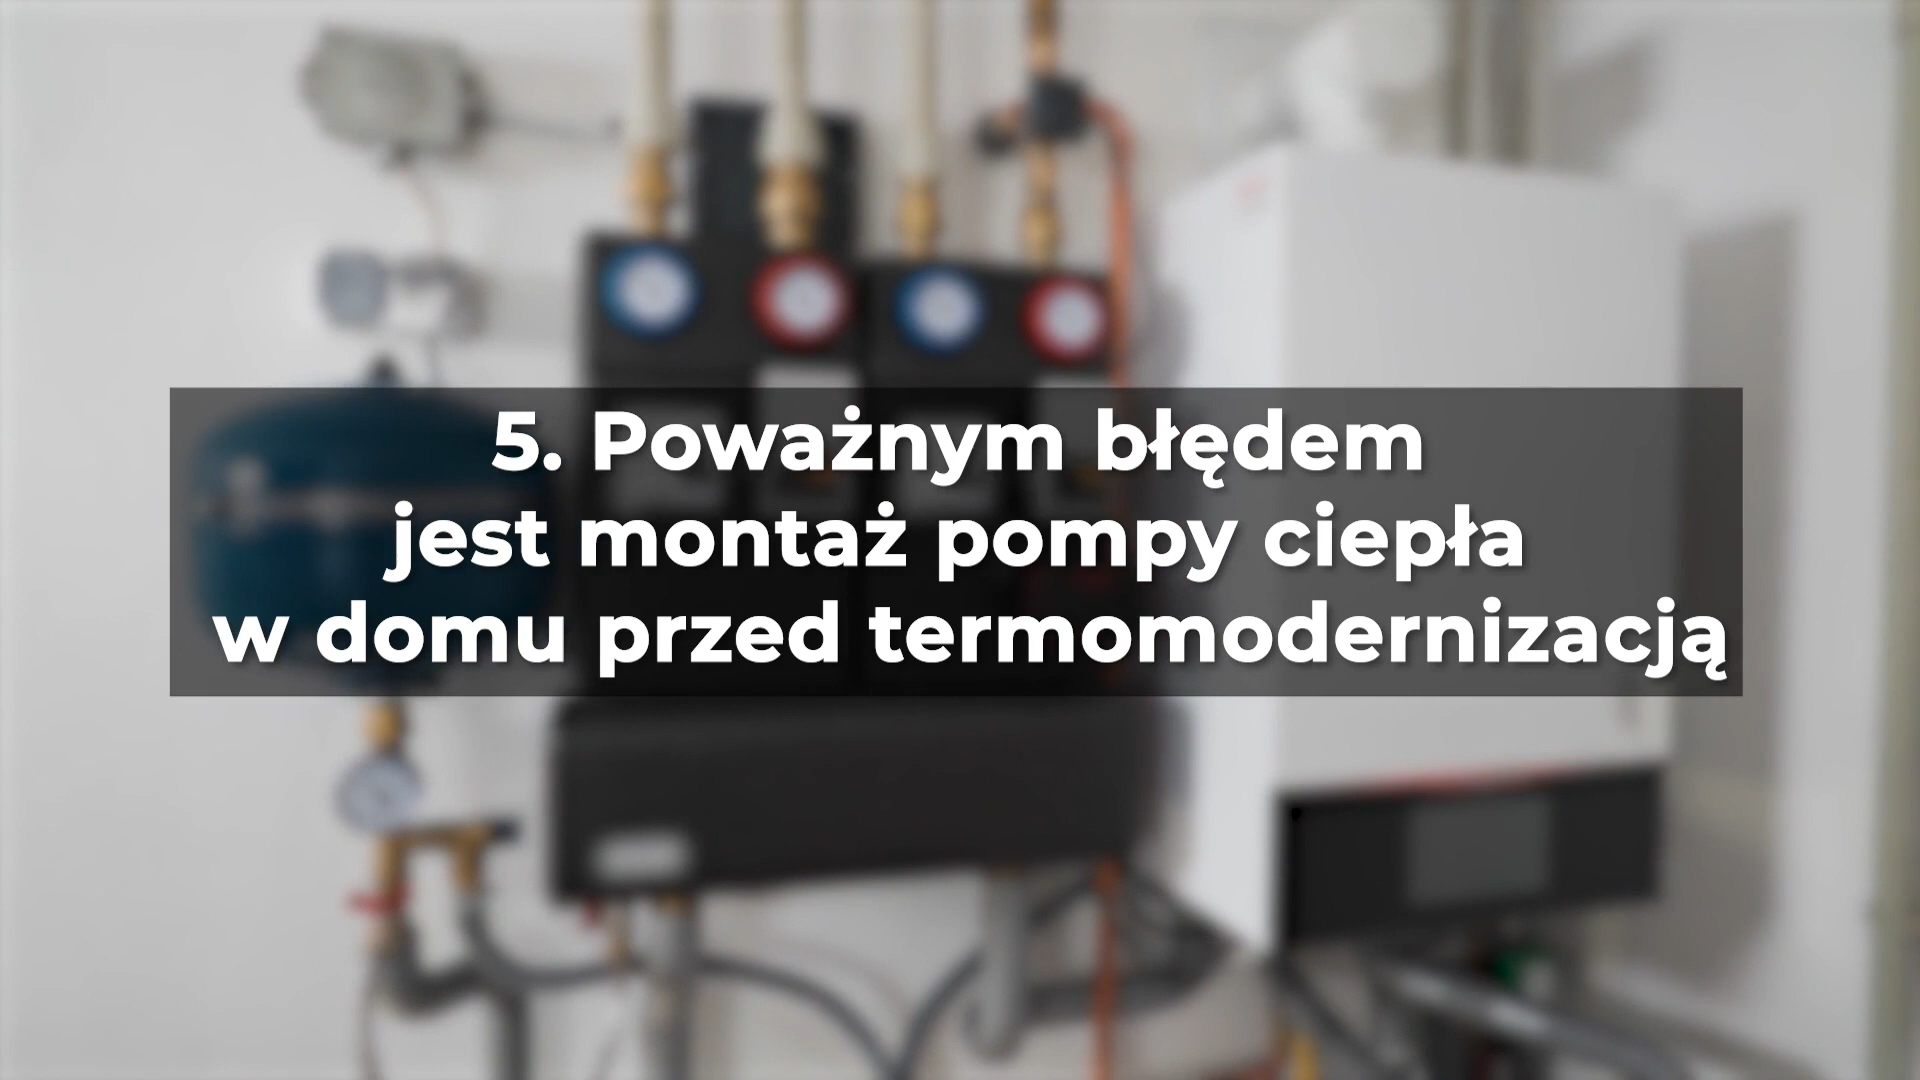 5. Poważnym błędem
jest montaż pompy ciepła
w domu przed termomodernizacją